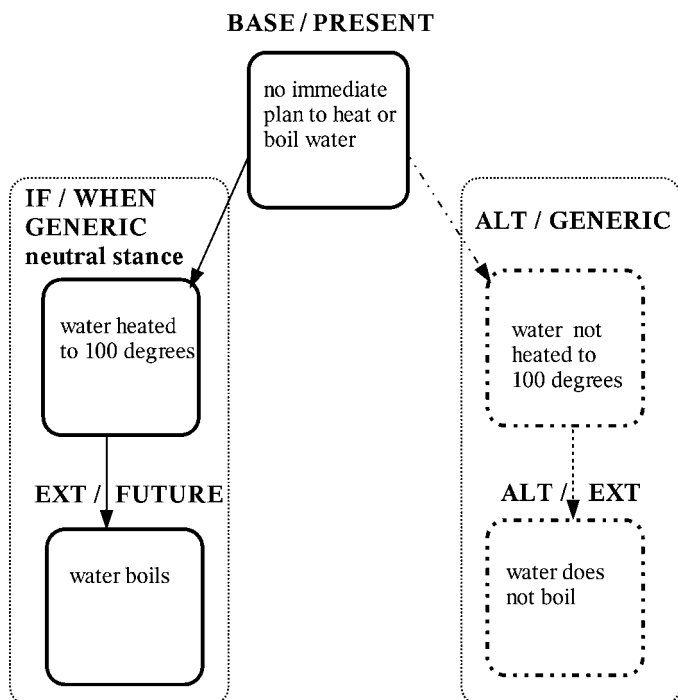 BASE / PRESENT
no immediate
plan to heat or
boil water
IF / WHEN
GENERIC
neutral stance
water heated
to 100 degrees
EXT / FUTURE
water boils
ALT / GENERIC
water not
heated to
100 degrees
ALT / EXT
water does
not boil